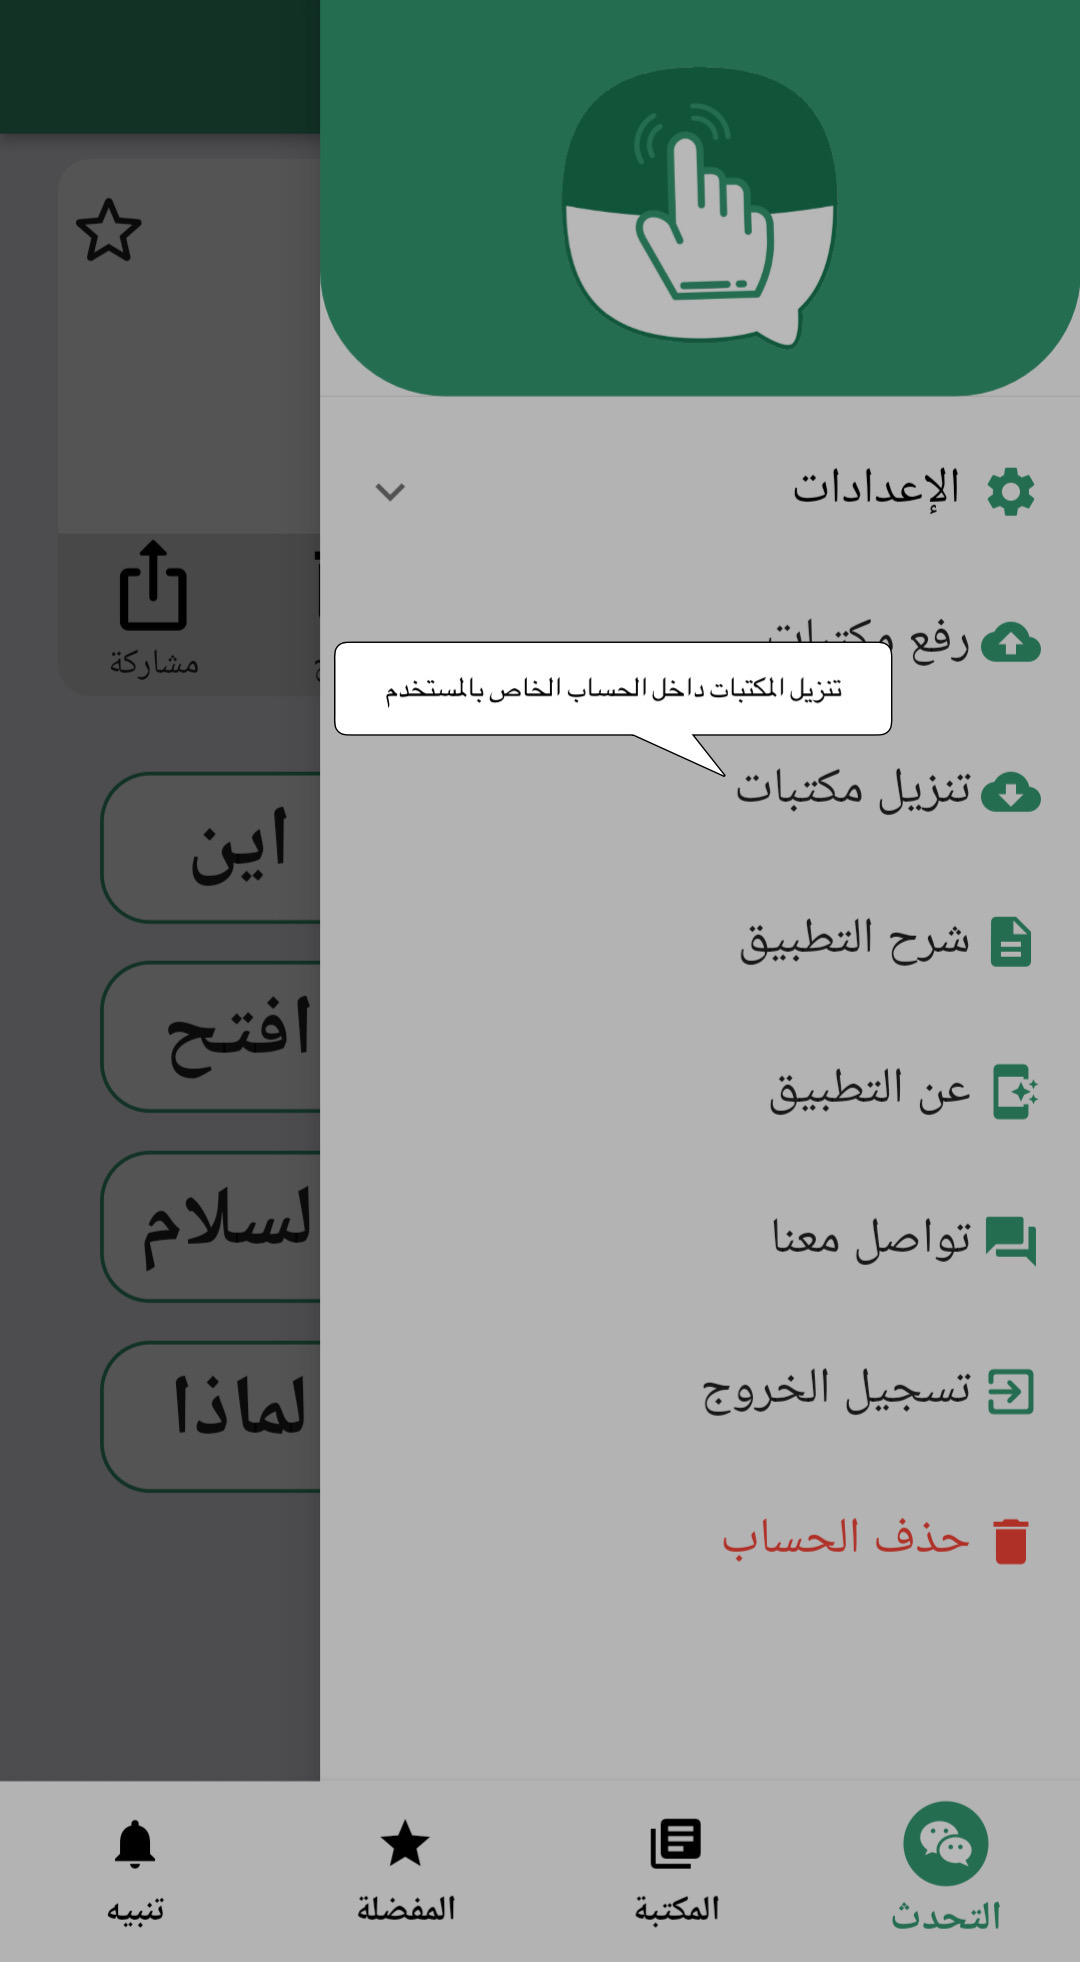 الإعدادات
رفع مكتبات
تنزيل المكتبات داخل الحساب الخاص بالمستخدم
تنزيل مكتبات
شرح التطبيق
عن التطبيق
تواصل معنا
تسجيل الخروج
حذف الحساب
مشاركة
اين
افتح
لسلام
لماذا
التحدث
المكتبة
المفضلة
تنبيه